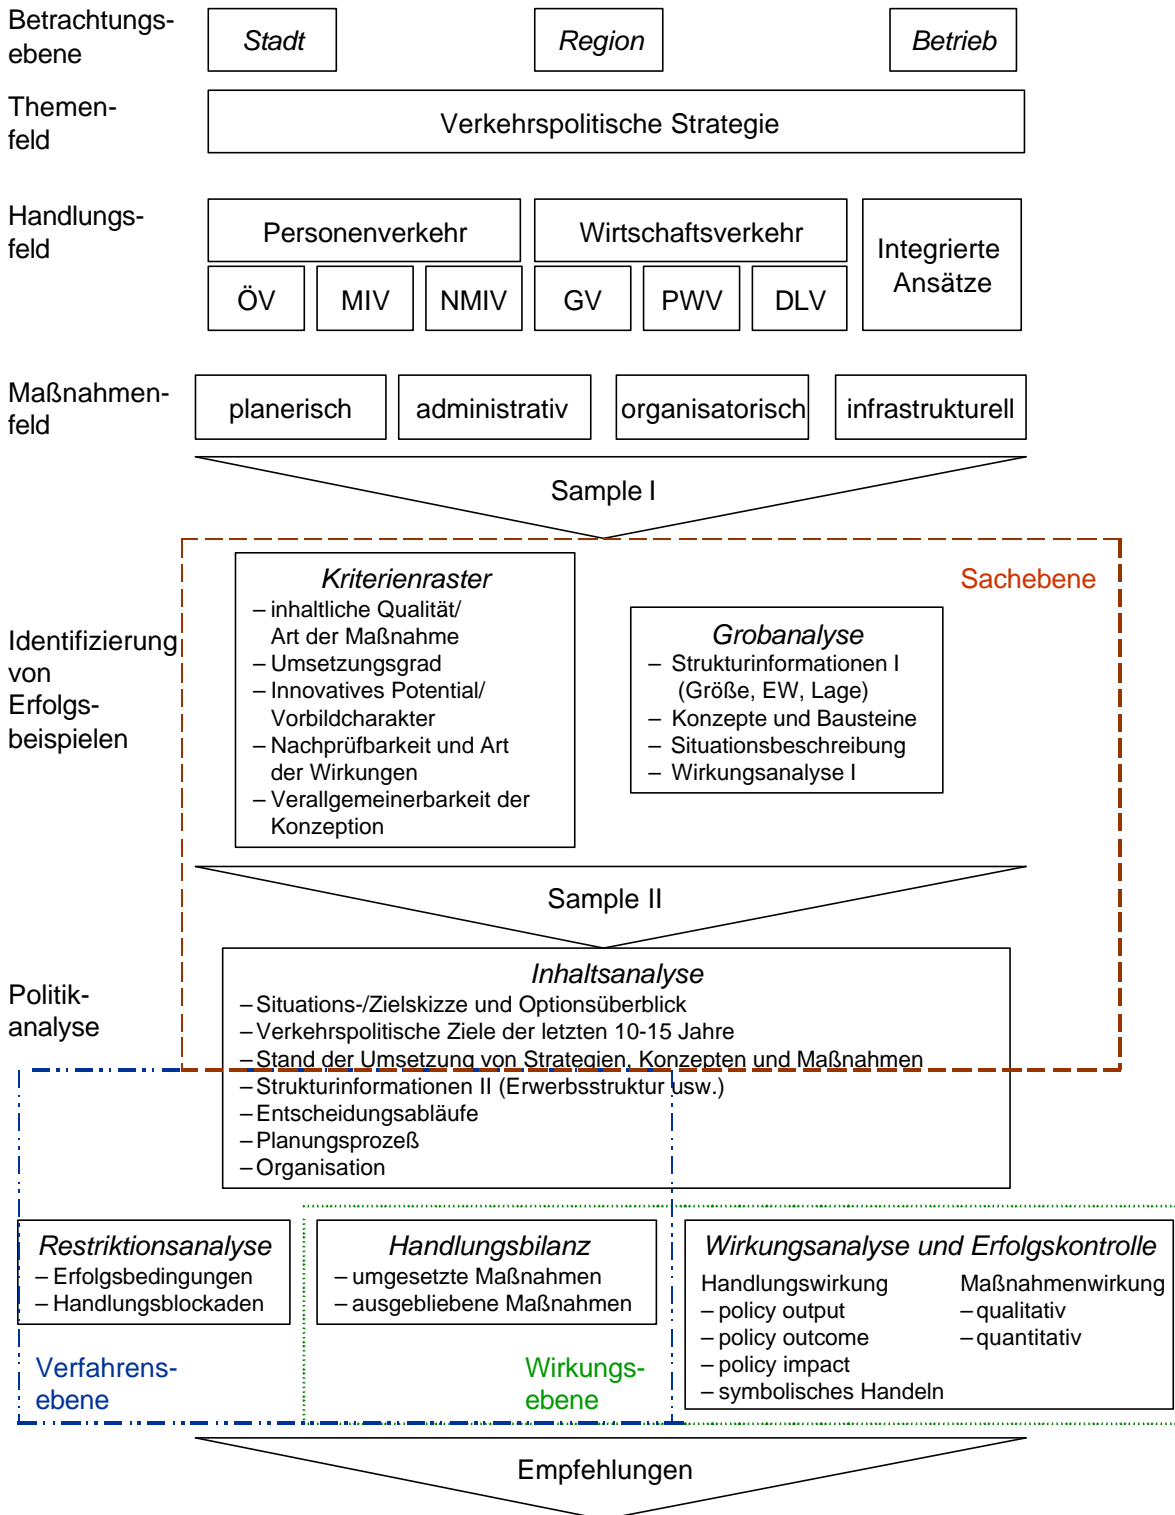 Betrachtungs-
ebene
Stadt
Region
Betrieb
Themen-
feld
Verkehrspolitische Strategie
Handlungs-
feld
Personenverkehr
Wirtschaftsverkehr
Integrierte
Ansätze
ÖV
MIV
NMIV
GV
PWV
DLV
Maßnahmen-
feld
planerisch
administrativ
organisatorisch
infrastrukturell
Sample I
Sachebene
Identifizierung
von
Erfolgs-
beispielen
Kriterienraster
– inhaltliche Qualität/
Art der Maßnahme
– Umsetzungsgrad
– Innovatives Potential/
Vorbildcharakter
– Nachprüfbarkeit und Art
der Wirkungen
– Verallgemeinerbarkeit der
Konzeption
Grobanalyse
– Strukturinformationen I
(Größe, EW, Lage)
– Konzepte und Bausteine
– Situationsbeschreibung
– Wirkungsanalyse I
Sample II
Politik-
analyse
Inhaltsanalyse
– Situations-/Zielskizze und Optionsüberblick
– Verkehrspolitische Ziele der letzten 10-15 Jahre
– Stand der Umsetzung von Strategien, Konzepten und Maßnahmen
– Strukturinformationen II (Erwerbsstruktur usw.)
– Entscheidungsabläufe
– Planungsprozeß
– Organisation
Restriktionsanalyse
– Erfolgsbedingungen
– Handlungsblockaden
Handlungsbilanz
– umgesetzte Maßnahmen
– ausgebliebene Maßnahmen
Wirkungsanalyse und Erfolgskontrolle
Handlungswirkung
– policy output
– policy outcome
– policy impact
– symbolisches Handeln
Maßnahmenwirkung
– qualitativ
– quantitativ
Verfahrens-
ebene
Wirkungs-
ebene
Empfehlungen